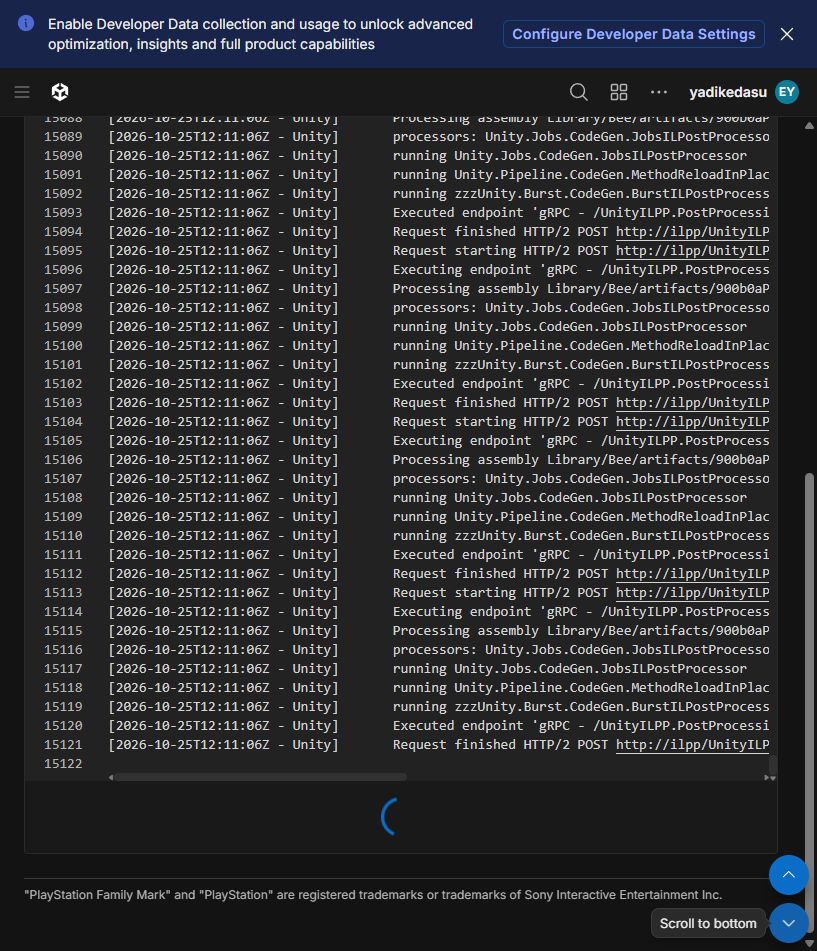 Enable Developer Data collection and usage to unlock advanced
optimization, insights and full product capabilities
Configure Developer Data Settings
yadikedasu EY
15088 [2026-10-25T12:11:06Z - Unity] Processing assembly Library/Bee/artifacts/900b0aP
15089 [2026-10-25T12:11:06Z - Unity] processors: Unity.Jobs.CodeGen.JobsILPostProce
15090 [2026-10-25T12:11:06Z - Unity] running Unity.Jobs.CodeGen.JobsILPostProcessor
15091 [2026-10-25T12:11:06Z - Unity] running Unity.Pipeline.CodeGen.MethodReloadInPlac
15092 [2026-10-25T12:11:06Z - Unity] running zzzUnity.Burst.CodeGen.BurstILPostProcess
15093 [2026-10-25T12:11:06Z - Unity] Executed endpoint 'gRPC - /UnityILPP.PostProcessi
15094 [2026-10-25T12:11:06Z - Unity] Request finished HTTP/2 POST http://ilpp/UnityILP
15095 [2026-10-25T12:11:06Z - Unity] Request starting HTTP/2 POST http://ilpp/UnityILP
15096 [2026-10-25T12:11:06Z - Unity] Executing endpoint 'gRPC - /UnityILPP.PostProcess
15097 [2026-10-25T12:11:06Z - Unity] Processing assembly Library/Bee/artifacts/900b0aP
15098 [2026-10-25T12:11:06Z - Unity] processors: Unity.Jobs.CodeGen.JobsILPostProcesso
15099 [2026-10-25T12:11:06Z - Unity] running Unity.Jobs.CodeGen.JobsILPostProcessor
15100 [2026-10-25T12:11:06Z - Unity] running Unity.Pipeline.CodeGen.MethodReloadInPlac
15101 [2026-10-25T12:11:06Z - Unity] running zzzUnity.Burst.CodeGen.BurstILPostProcess
15102 [2026-10-25T12:11:06Z - Unity] Executed endpoint 'gRPC - /UnityILPP.PostProcessi
15103 [2026-10-25T12:11:06Z - Unity] Request finished HTTP/2 POST http://ilpp/UnityILP
15104 [2026-10-25T12:11:06Z - Unity] Request starting HTTP/2 POST http://ilpp/UnityILP
15105 [2026-10-25T12:11:06Z - Unity] Executing endpoint 'gRPC - /UnityILPP.PostProcess
15106 [2026-10-25T12:11:06Z - Unity] Processing assembly Library/Bee/artifacts/900b0aP
15107 [2026-10-25T12:11:06Z - Unity] processors: Unity.Jobs.CodeGen.JobsILPostProcesso
15108 [2026-10-25T12:11:06Z - Unity] running Unity.Jobs.CodeGen.JobsILPostProcessor
15109 [2026-10-25T12:11:06Z - Unity] running Unity.Pipeline.CodeGen.MethodReloadInPlac
15110 [2026-10-25T12:11:06Z - Unity] running zzzUnity.Burst.CodeGen.BurstILPostProcess
15111 [2026-10-25T12:11:06Z - Unity] Executed endpoint 'gRPC - /UnityILPP.PostProcessi
15112 [2026-10-25T12:11:06Z - Unity] Request finished HTTP/2 POST http://ilpp/UnityILP
15113 [2026-10-25T12:11:06Z - Unity] Request starting HTTP/2 POST http://ilpp/UnityILP
15114 [2026-10-25T12:11:06Z - Unity] Executing endpoint 'gRPC - /UnityILPP.PostProcess
15115 [2026-10-25T12:11:06Z - Unity] Processing assembly Library/Bee/artifacts/900b0aP
15116 [2026-10-25T12:11:06Z - Unity] processors: Unity.Jobs.CodeGen.JobsILPostProcesso
15117 [2026-10-25T12:11:06Z - Unity] running Unity.Jobs.CodeGen.JobsILPostProcessor
15118 [2026-10-25T12:11:06Z - Unity] running Unity.Pipeline.CodeGen.MethodReloadInPlac
15119 [2026-10-25T12:11:06Z - Unity] running zzzUnity.Burst.CodeGen.BurstILPostProcess
15120 [2026-10-25T12:11:06Z - Unity] Executed endpoint 'gRPC - /UnityILPP.PostProcessi
15121 [2026-10-25T12:11:06Z - Unity] Request finished HTTP/2 POST http://ilpp/UnityILP
15122
"PlayStation Family Mark" and "PlayStation" are registered trademarks or trademarks of Sony Interactive Entertainment Inc.
Scroll to bottom